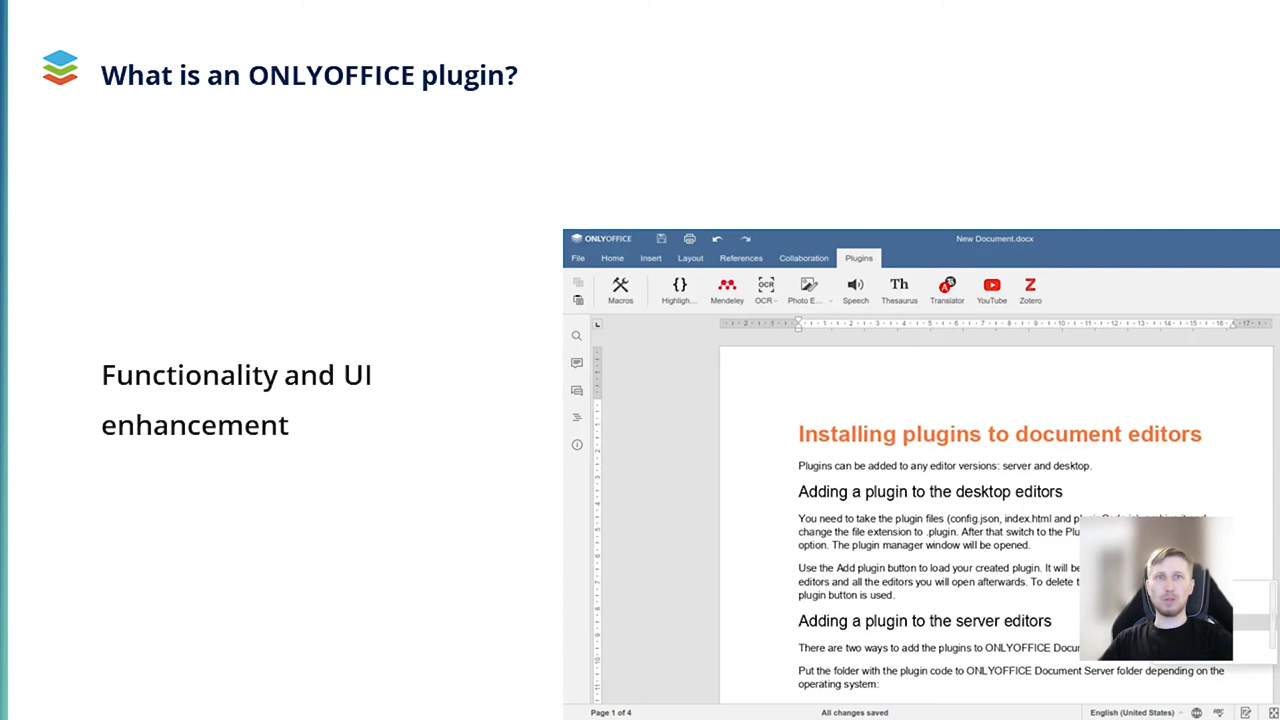 What is an ONLYOFFICE plugin?
Functionality and UI
enhancement
ONLYOFFICE
New Document.docx
File Home Insert Layout References Collaboration Plugins
Macros Highligh... Mendeley OCR Photo E... Speech Thesaurus Translator YouTube Zotero
Installing plugins to document editors
Plugins can be added to any editor versions: server and desktop.
Adding a plugin to the desktop editors
You need to take the plugin files (config.json, index.html and
change the file extension to .plugin. After that switch to the Plu
option. The plugin manager window will be opened.
Use the Add plugin button to load your created plugin. It will be
editors and all the editors you will open afterwards. To delete t
plugin button is used.
Adding a plugin to the server editors
There are two ways to add the plugins to ONLYOFFICE Docu
Put the folder with the plugin code to ONLYOFFICE Document Server folder depending on the
operating system:
Page 1 of 4 All changes saved English (United States)